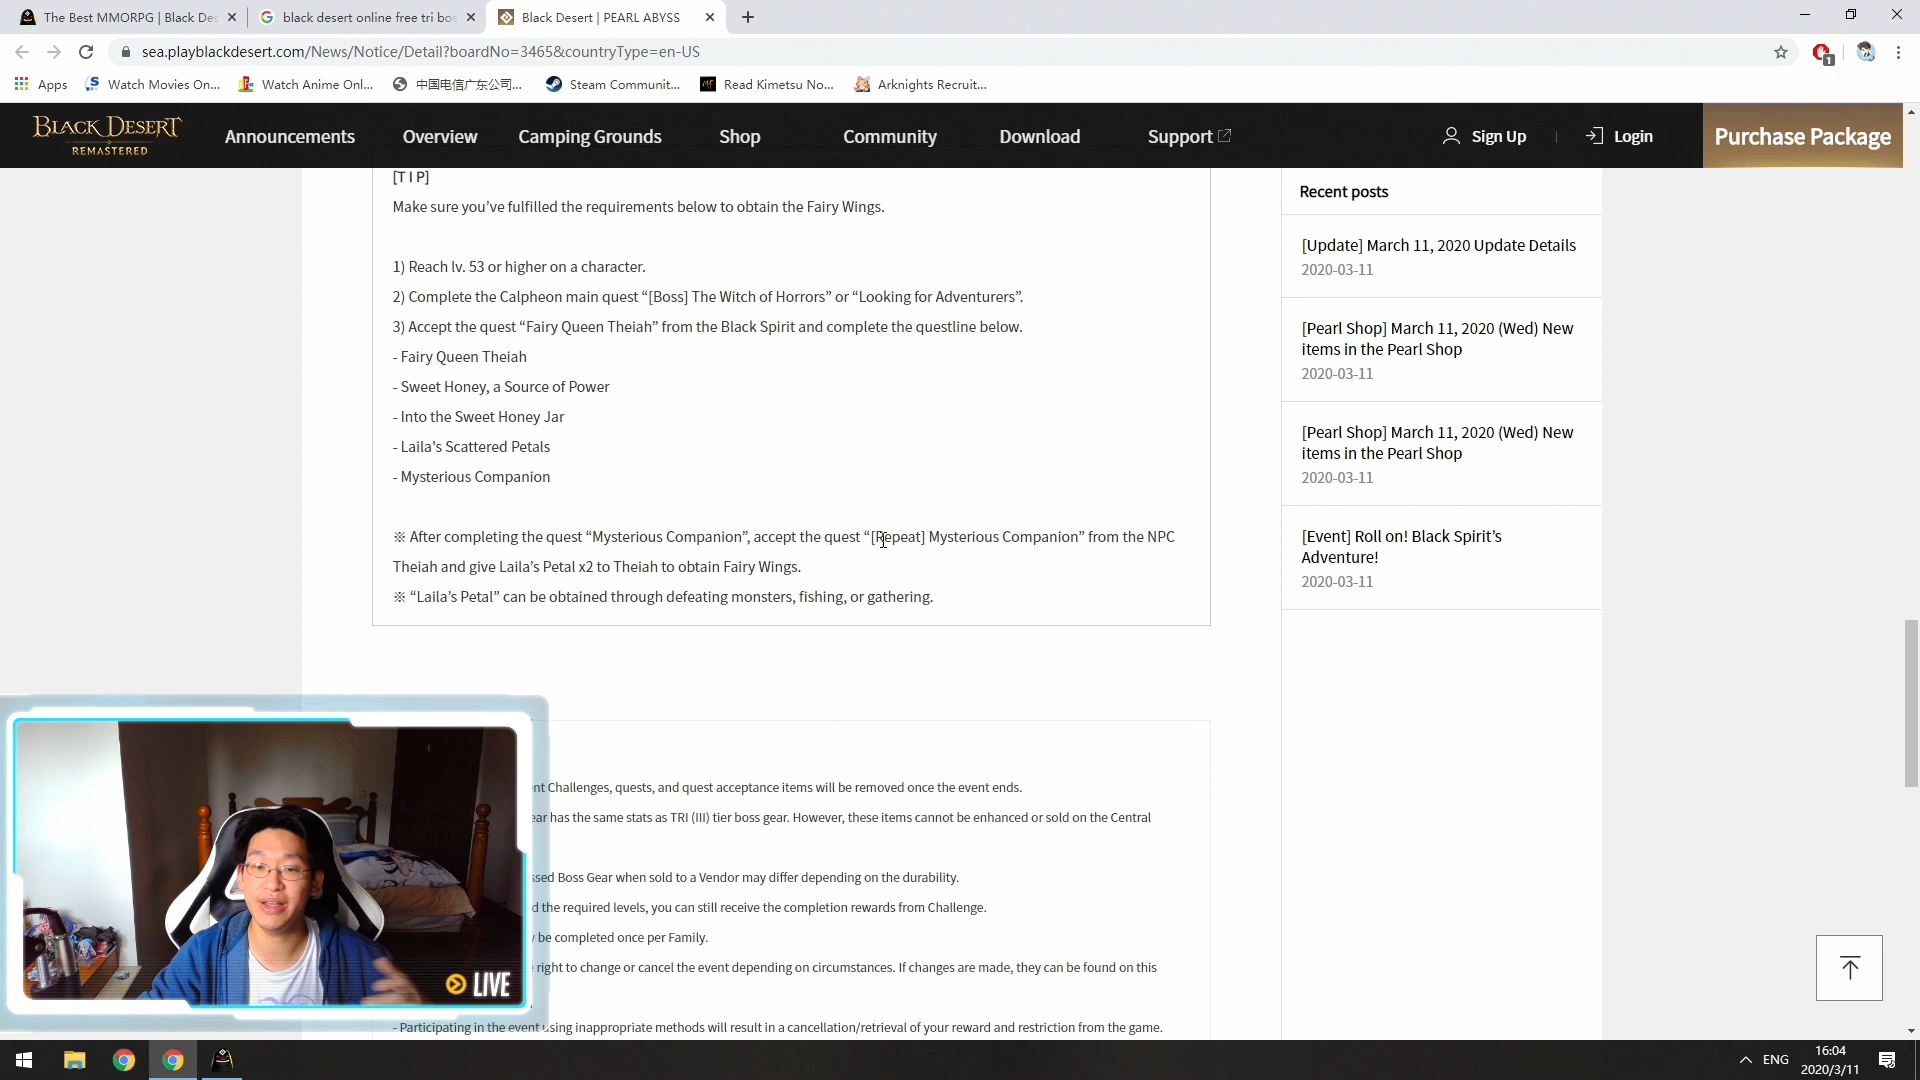 The Best MMORPG | Black Des
black desert online free tri bos
Black Desert | PEARL ABYSS
sea.playblackdesert.com/News/Notice/Detail?boardNo=3465&countryType=en-US
1
Apps
Watch Movies On...
Watch Anime Onl...
中国电信广东公司...
Steam Communit...
Read Kimetsu No...
Arknights Recruit...
BLACK DESERT
REMASTERED
Announcements
Overview
Camping Grounds
Shop
Community
Download
Support
Sign Up
Login
Purchase Package
[T I P]
Make sure you’ve fulfilled the requirements below to obtain the Fairy Wings.
1) Reach lv. 53 or higher on a character.
2) Complete the Calpheon main quest “[Boss] The Witch of Horrors” or “Looking for Adventurers”.
3) Accept the quest “Fairy Queen Theiah” from the Black Spirit and complete the questline below.
- Fairy Queen Theiah
- Sweet Honey, a Source of Power
- Into the Sweet Honey Jar
- Laila's Scattered Petals
- Mysterious Companion
※ After completing the quest “Mysterious Companion”, accept the quest “[Repeat] Mysterious Companion” from the NPC
Theiah and give Laila’s Petal x2 to Theiah to obtain Fairy Wings.
※ “Laila’s Petal” can be obtained through defeating monsters, fishing, or gathering.
Recent posts
[Update] March 11, 2020 Update Details
2020-03-11
[Pearl Shop] March 11, 2020 (Wed) New
items in the Pearl Shop
2020-03-11
[Pearl Shop] March 11, 2020 (Wed) New
items in the Pearl Shop
2020-03-11
[Event] Roll on! Black Spirit’s
Adventure!
2020-03-11
Challenges, quests, and quest acceptance items will be removed once the event ends.
has the same stats as TRI (III) tier boss gear. However, these items cannot be enhanced or sold on the Central
Boss Gear when sold to a Vendor may differ depending on the durability.
the required levels, you can still receive the completion rewards from Challenge.
be completed once per Family.
right to change or cancel the event depending on circumstances. If changes are made, they can be found on this
- Participating in the event using inappropriate methods will result in a cancellation/retrieval of your reward and restriction from the game.
LIVE
ENG
16:04
2020/3/11